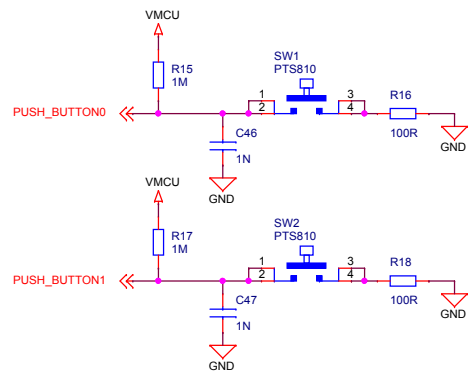 VMCU
R15
1M
SW1
PTS810
PUSH_BUTTON0
1
2
3
4
R16
100R
GND
C46
1N
GND
VMCU
R17
1M
SW2
PTS810
PUSH_BUTTON1
1
2
3
4
R18
100R
GND
C47
1N
GND